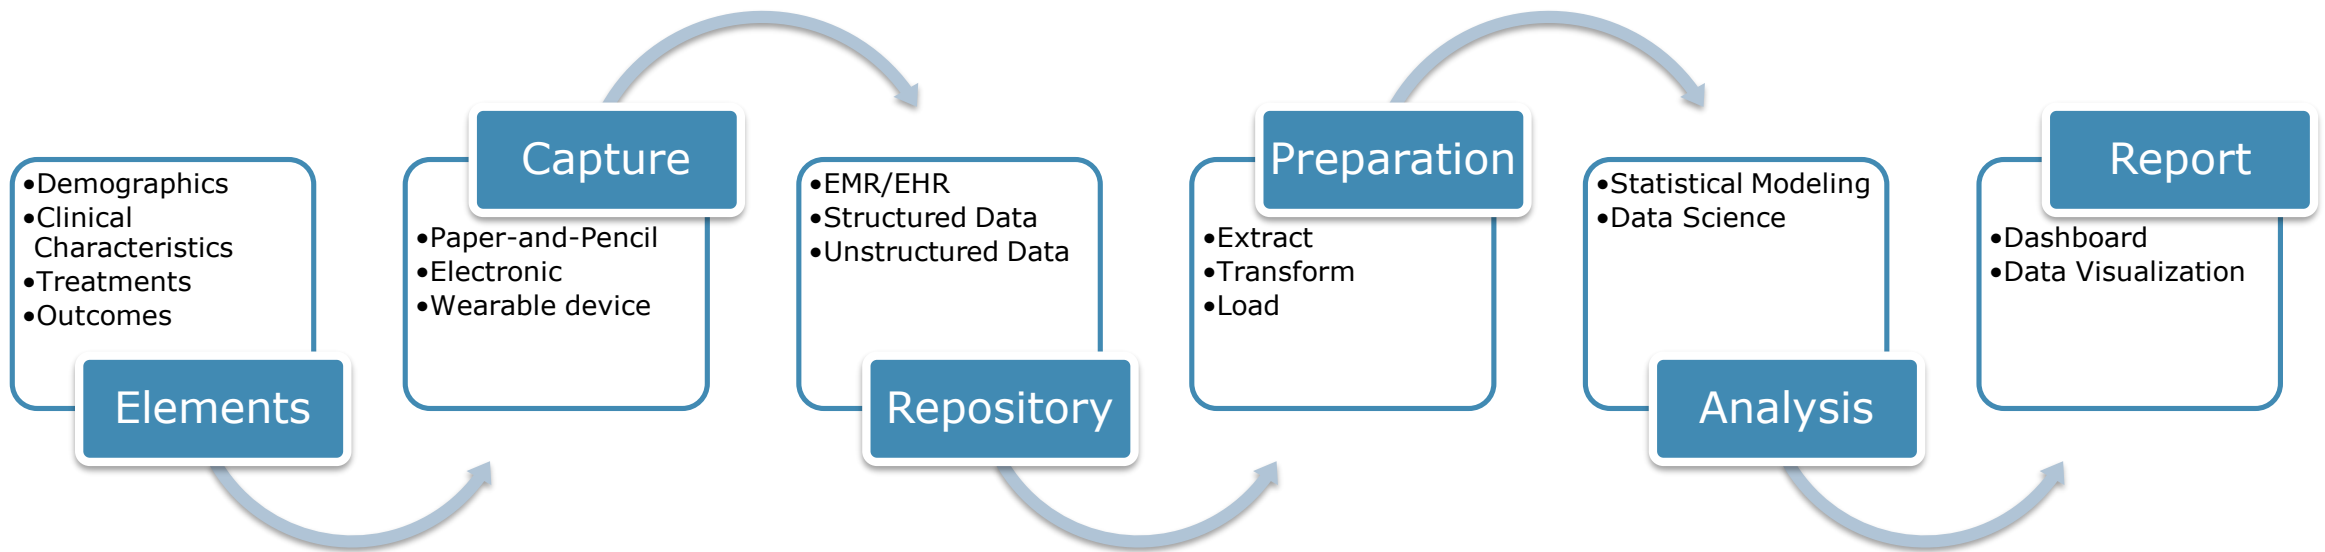 •Demographics
•Clinical
Characteristics
•Treatments
•Outcomes
Elements
Capture
•Paper-and-Pencil
•Electronic
•Wearable device
•EMR/EHR
•Structured Data
•Unstructured Data
Repository
Preparation
•Extract
•Transform
•Load
•Statistical Modeling
•Data Science
Analysis
Report
•Dashboard
•Data Visualization